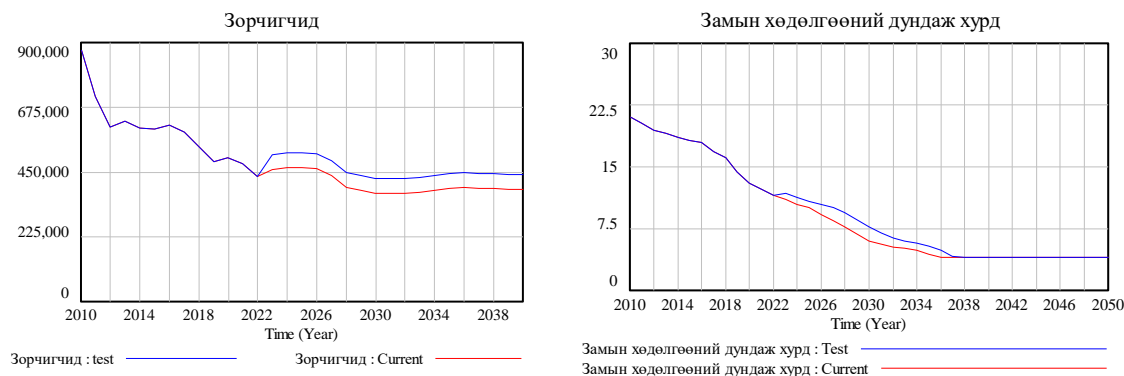 Зорчигчид
900,000
675,000
450,000
225,000
0
2010 2014 2018 2022 2026 2030 2034 2038
Time (Year)
Зорчигчид : test
Зорчигчид : Current
Замын хөдөлгөөний дундаж хурд
30
22.5
15
7.5
0
2010 2014 2018 2022 2026 2030 2034 2038 2042 2046 2050
Time (Year)
Замын хөдөлгөөний дундаж хурд : Test
Замын хөдөлгөөний дундаж хурд : Current